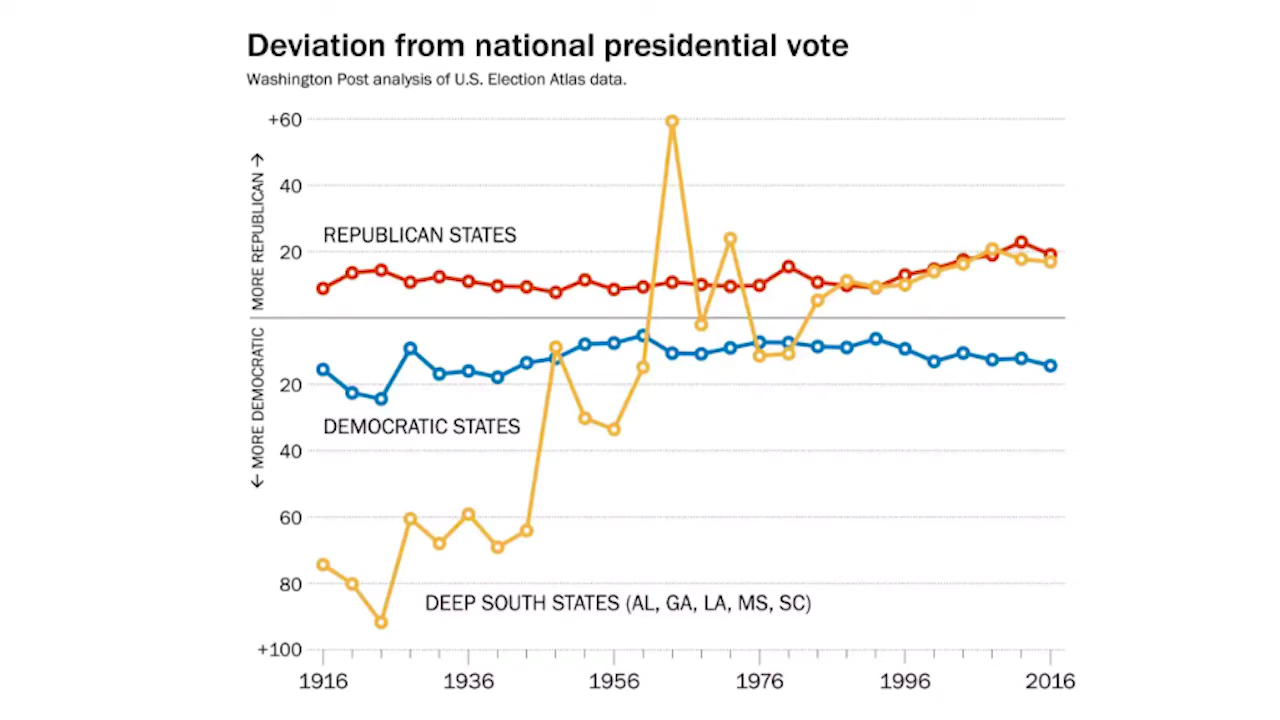 Deviation from national presidential vote
Washington Post analysis of U.S. Election Atlas data.
+60
MORE REPUBLICAN →
40
REPUBLICAN STATES
20
← MORE DEMOCRATIC
20
DEMOCRATIC STATES
40
60
80
DEEP SOUTH STATES (AL, GA, LA, MS, SC)
+100
1916 1936 1956 1976 1996 2016